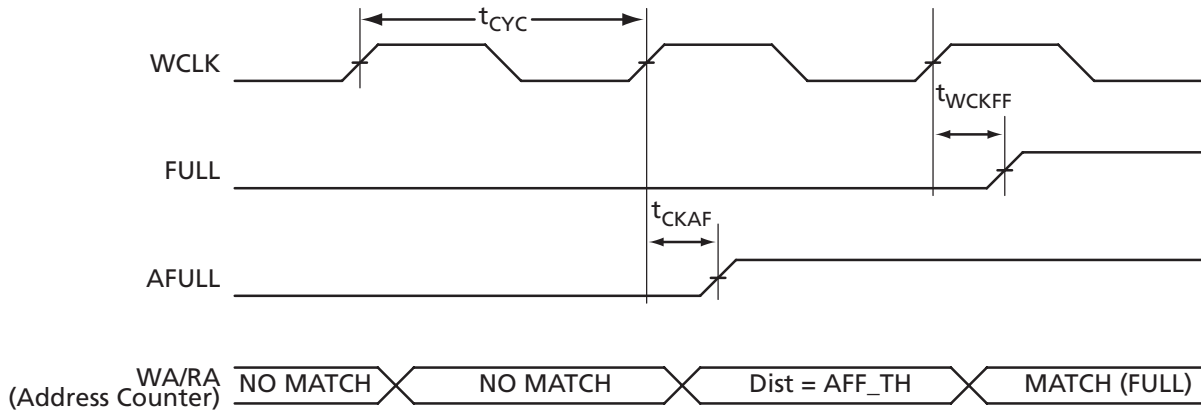 tCYC
WCLK
tWCKFF
FULL
tCKAF
AFULL
WA/RA
(Address Counter)
NO MATCH
NO MATCH
Dist = AFF_TH
MATCH (FULL)